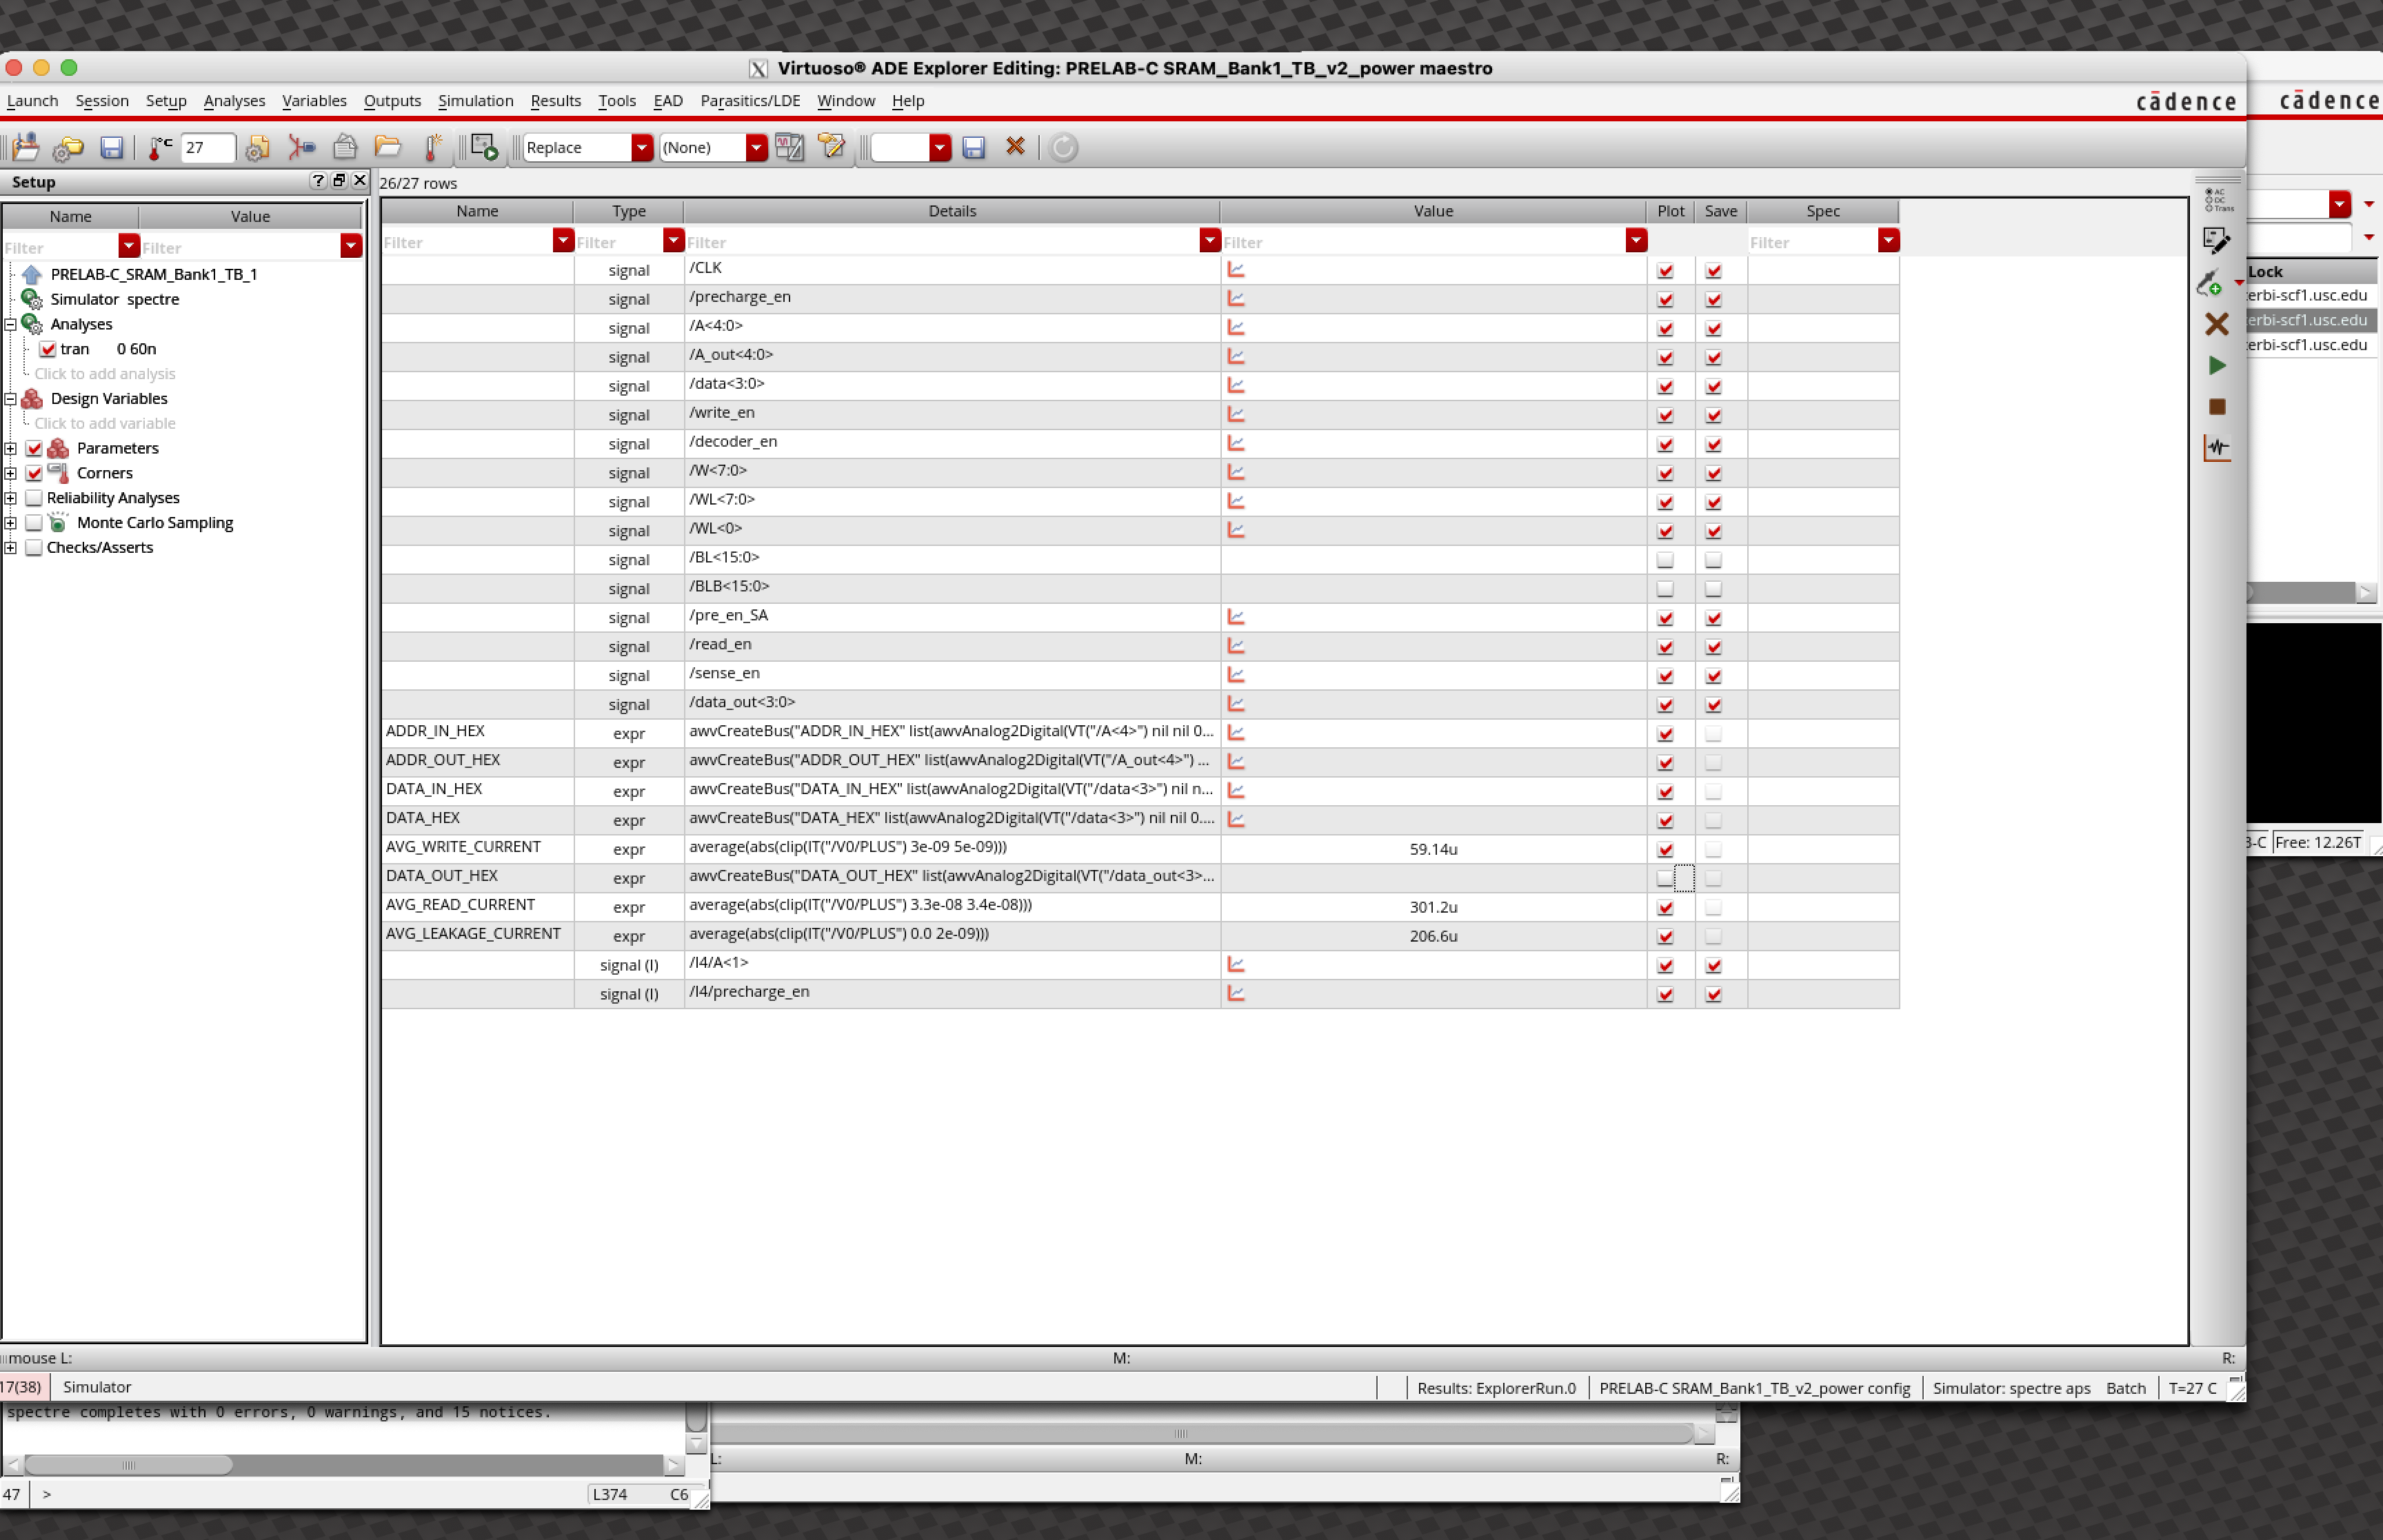 Virtuoso® ADE Explorer Editing: PRELAB-C SRAM_Bank1_TB_v2_power maestro
Launch Session Setup Analyses Variables Outputs Simulation Results Tools EAD Parasitics/LDE Window Help
cādence
cādence
°C 27 Replace (None)
Setup
26/27 rows
Name Value
Filter Filter
PRELAB-C_SRAM_Bank1_TB_1
Simulator spectre
Analyses
tran 0 60n
Click to add analysis
Design Variables
Click to add variable
Parameters
Corners
Reliability Analyses
Monte Carlo Sampling
Checks/Asserts
Name Type Details Value Plot Save Spec
Filter Filter Filter Filter Filter
signal /CLK
signal /precharge_en
signal /A<4:0>
signal /A_out<4:0>
signal /data<3:0>
signal /write_en
signal /decoder_en
signal /W<7:0>
signal /WL<7:0>
signal /WL<0>
signal /BL<15:0>
signal /BLB<15:0>
signal /pre_en_SA
signal /read_en
signal /sense_en
signal /data_out<3:0>
ADDR_IN_HEX expr awvCreateBus("ADDR_IN_HEX" list(awvAnalog2Digital(VT("/A<4>") nil nil 0...
ADDR_OUT_HEX expr awvCreateBus("ADDR_OUT_HEX" list(awvAnalog2Digital(VT("/A_out<4>") ...
DATA_IN_HEX expr awvCreateBus("DATA_IN_HEX" list(awvAnalog2Digital(VT("/data<3>") nil n...
DATA_HEX expr awvCreateBus("DATA_HEX" list(awvAnalog2Digital(VT("/data<3>") nil nil 0....
AVG_WRITE_CURRENT expr average(abs(clip(IT("/V0/PLUS") 3e-09 5e-09))) 59.14u
DATA_OUT_HEX expr awvCreateBus("DATA_OUT_HEX" list(awvAnalog2Digital(VT("/data_out<3>...
AVG_READ_CURRENT expr average(abs(clip(IT("/V0/PLUS") 3.3e-08 3.4e-08))) 301.2u
AVG_LEAKAGE_CURRENT expr average(abs(clip(IT("/V0/PLUS") 0.0 2e-09))) 206.6u
signal (I) /I4/A<1>
signal (I) /I4/precharge_en
AC
DC
Trans
Lock
erbi-scf1.usc.edu
erbi-scf1.usc.edu
erbi-scf1.usc.edu
3-C Free: 12.26T
mouse L: M: R:
17(38) Simulator Results: ExplorerRun.0 PRELAB-C SRAM_Bank1_TB_v2_power config Simulator: spectre aps Batch T=27 C
spectre completes with 0 errors, 0 warnings, and 15 notices.
L: M: R:
47 > L374 C6